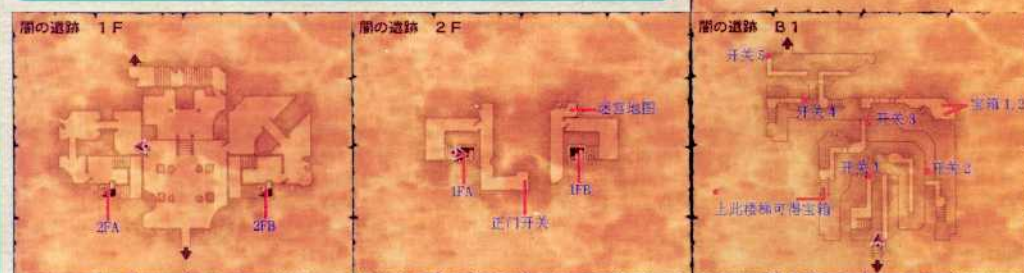 闇の遺跡 1F
2FA
2FB
闇の遺跡 2F
迷宫地图
1FA
1FB
正门开关
闇の遺跡 B1
开关5
宝箱1,2
开关4
开关3
开关1
开关2
上此楼梯可得宝箱